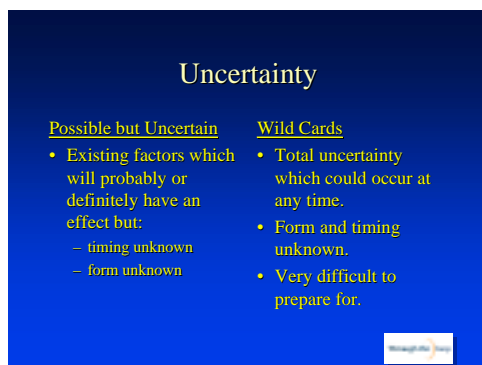 Uncertainty
Possible but Uncertain
• Existing factors which
will probably or
definitely have an
effect but:
– timing unknown
– form unknown
Wild Cards
• Total uncertainty
which could occur at
any time.
• Form and timing
unknown.
• Very difficult to
prepare for.